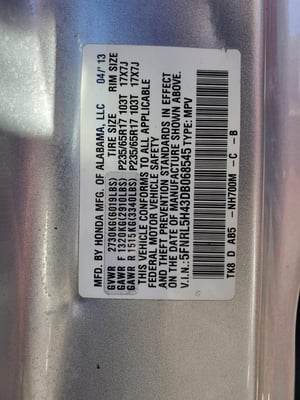 MFD. BY HONDA MFG. OF ALABAMA, LLC 04/'13
TIRE SIZE RIM SIZE
GVWR 2730KG(6019LBS)
GAWR F 1320KG(2910LBS) P235/65R17 103T 17X7J
GAWR R 1515KG(3340LBS) P235/65R17 103T 17X7J
THIS VEHICLE CONFORMS TO ALL APPLICABLE
FEDERAL MOTOR VEHICLE SAFETY
AND THEFT PREVENTION STANDARDS IN EFFECT
ON THE DATE OF MANUFACTURE SHOWN ABOVE.
V.I.N.:5FNRL5H43DB068545 TYPE: MPV
TK8 D AB5 -NH700M -C -B